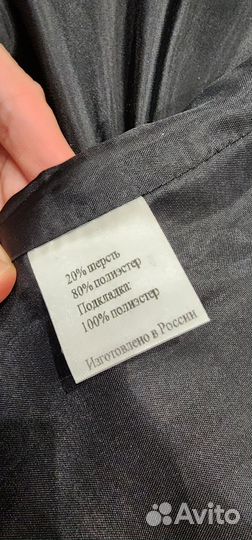 20% шерсть
80% полиэстер
Подкладка:
100% полиэстер
Изготовлено в России
Avito